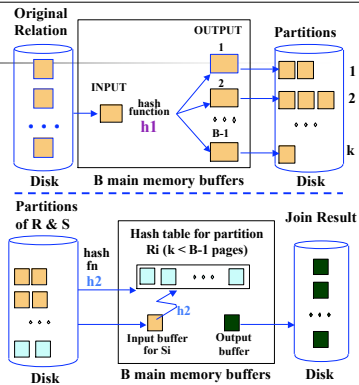 Original
Relation
OUTPUT
Partitions
1
1
INPUT
2
2
hash
function
h1
• • •
B-1
k
Disk
B main memory buffers
Disk
Partitions
of R & S
Join Result
Hash table for partition
Ri (k < B-1 pages)
hash
fn
h2
h2
Input buffer
for Si
Output
buffer
Disk
B main memory buffers
Disk